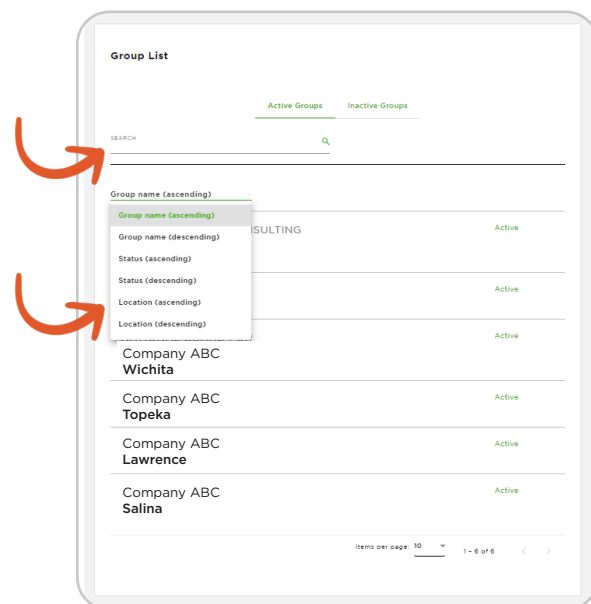 Group List
Active Groups Inactive Groups
SEARCH
Group name (ascending)
Group name (ascending)
Group name (descending)
Status (ascending)
Status (descending)
Location (ascending)
Location (descending)
Active
Active
Active
Company ABC
Wichita
Company ABC Active
Topeka
Company ABC Active
Lawrence
Company ABC Active
Salina
Items per page: 10 1 – 6 of 6